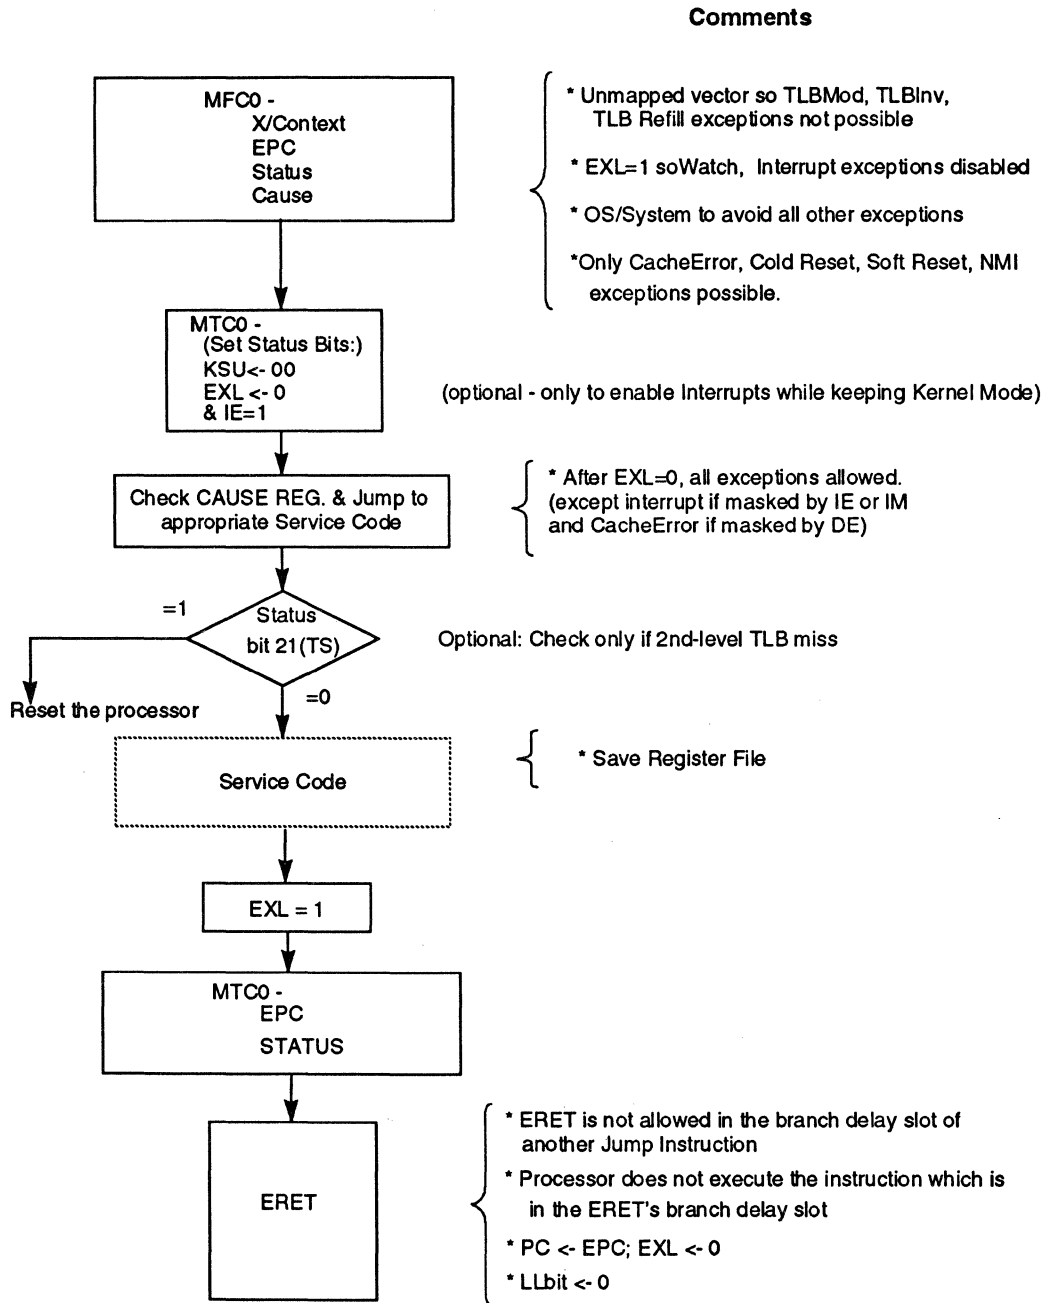 Comments
MFC0 -
X/Context
EPC
Status
Cause
* Unmapped vector so TLBMod, TLBInv,
TLB Refill exceptions not possible
* EXL=1 soWatch, Interrupt exceptions disabled
* OS/System to avoid all other exceptions
*Only CacheError, Cold Reset, Soft Reset, NMI
exceptions possible.
MTC0 -
(Set Status Bits:)
KSU<- 00
EXL <- 0
& IE=1
(optional - only to enable Interrupts while keeping Kernel Mode)
Check CAUSE REG. & Jump to
appropriate Service Code
* After EXL=0, all exceptions allowed.
(except interrupt if masked by IE or IM
and CacheError if masked by DE)
=1
Status
bit 21(TS)
Optional: Check only if 2nd-level TLB miss
=0
Reset the processor
Service Code
* Save Register File
EXL = 1
MTC0 -
EPC
STATUS
ERET
* ERET is not allowed in the branch delay slot of
another Jump Instruction
* Processor does not execute the instruction which is
in the ERET's branch delay slot
* PC <- EPC; EXL <- 0
* LLbit <- 0